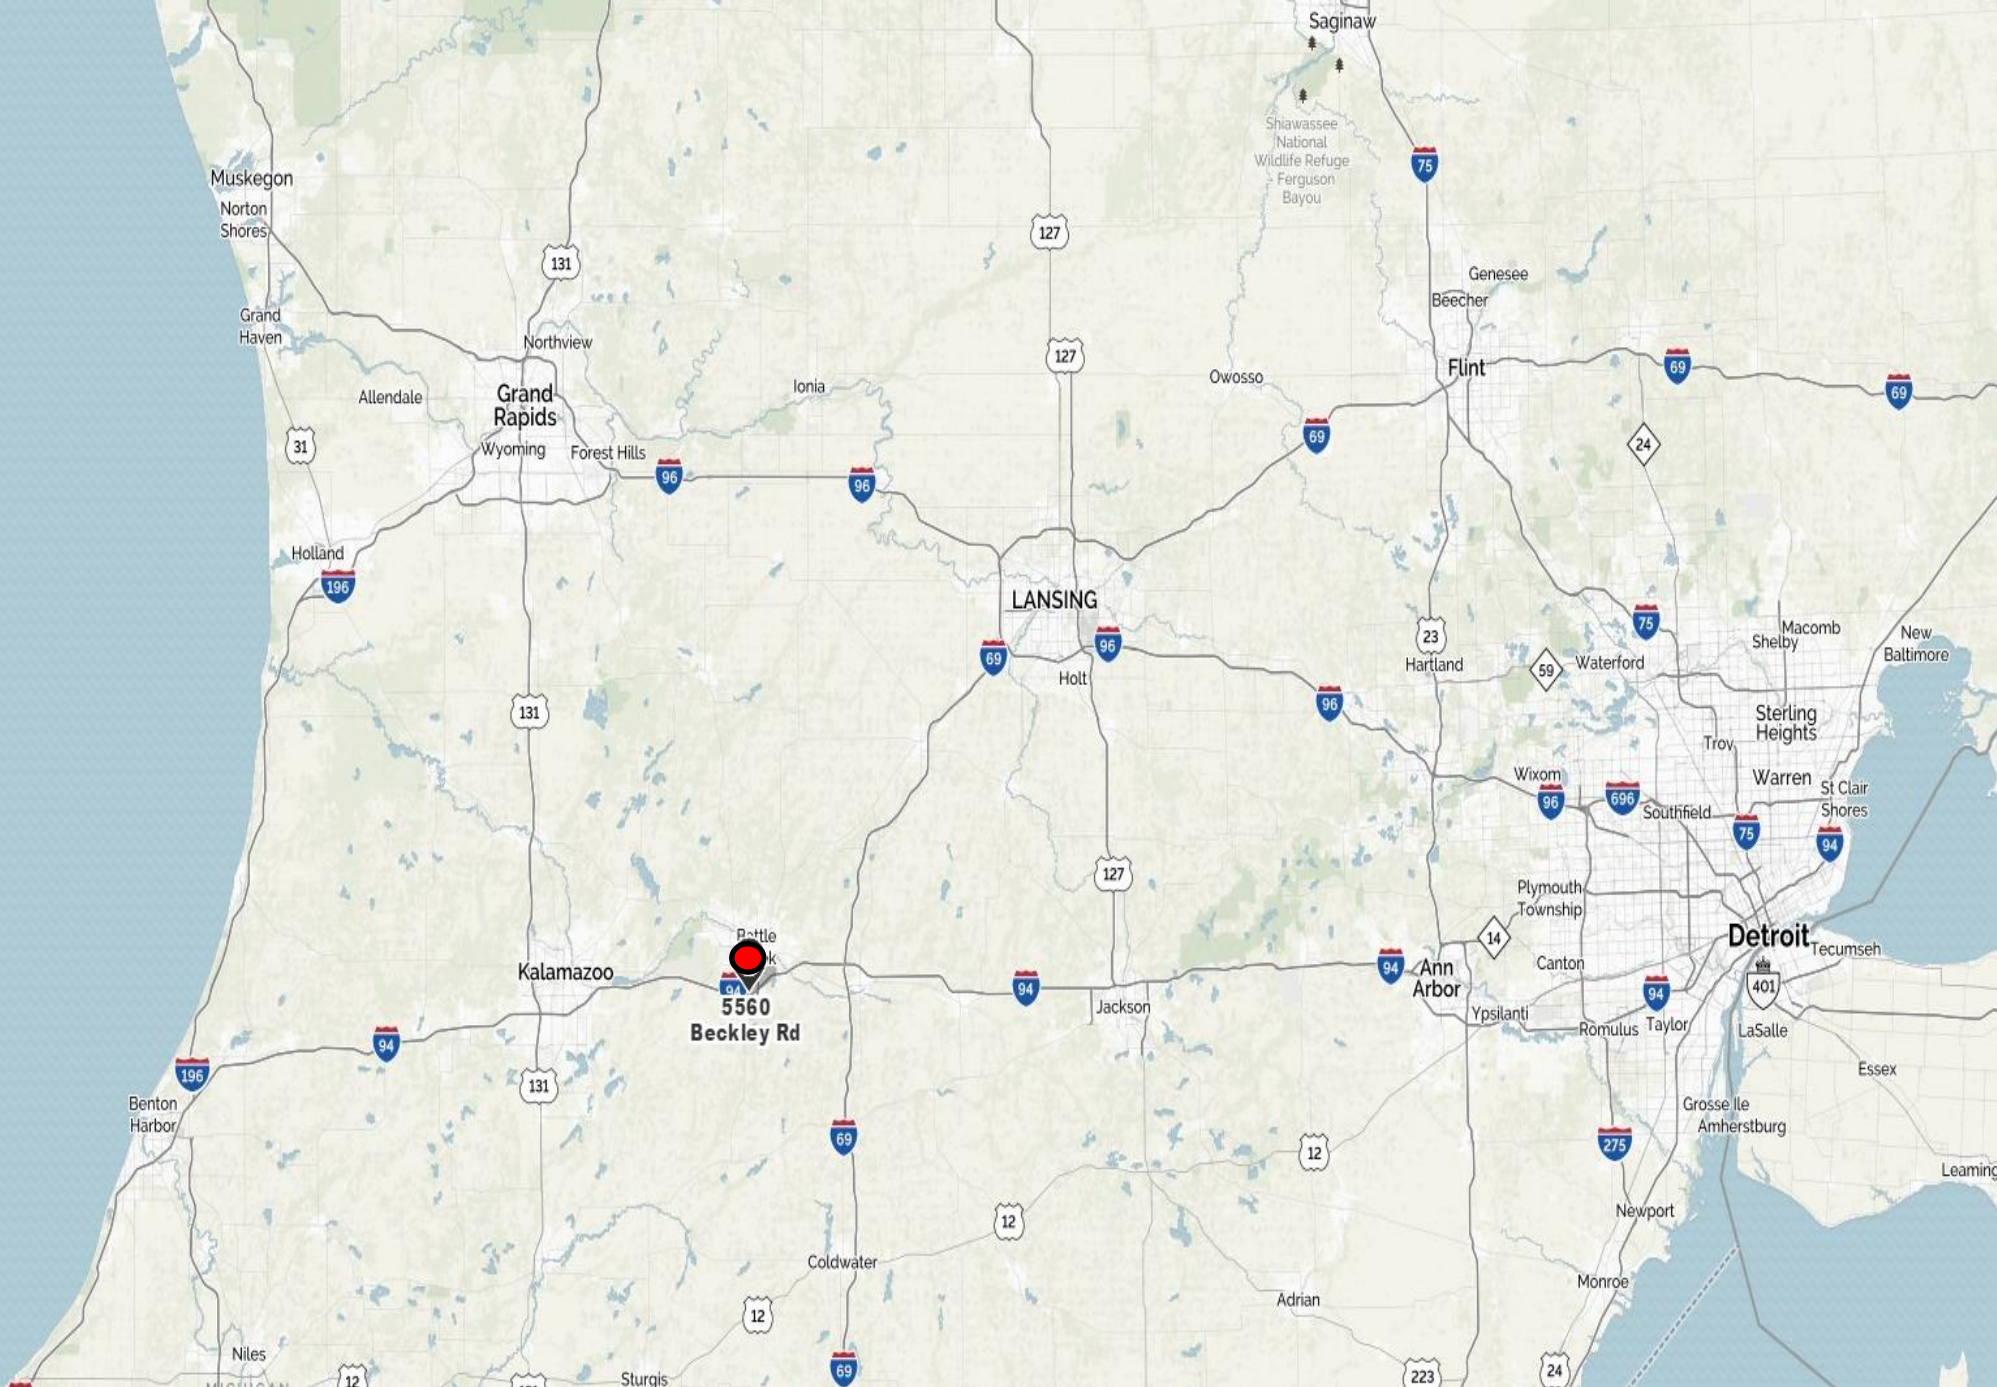 Saginaw
Shiawassee
National
Wildlife Refuge
- Ferguson
Bayou
75
Muskegon
Norton
Shores
127
131
Genesee
Beecher
Grand
Haven
Northview
127
Flint
69
Owosso
Ionia
69
Allendale
Grand
Rapids
31
Wyoming
Forest Hills
69
24
96
96
Holland
196
LANSING
75
23
Macomb
Shelby
New
Baltimore
69
96
Hartland
59
Waterford
Holt
131
96
Sterling
Heights
Troy
Wixom
Warren
96
696
St Clair
Shores
Southfield
75
94
127
Plymouth
Township
Battle
14
Detroit
Tecumseh
Kalamazoo
94
94
94
Ann
Arbor
Canton
94
401
5560
Beckley Rd
Jackson
Ypsilanti
Romulus
Taylor
LaSalle
94
196
131
Essex
Benton
Harbor
Grosse Ile
Amherstburg
69
12
275
Leaming
12
Newport
Coldwater
Monroe
12
Adrian
Niles
69
12
Sturgis
223
24
MICHIGAN